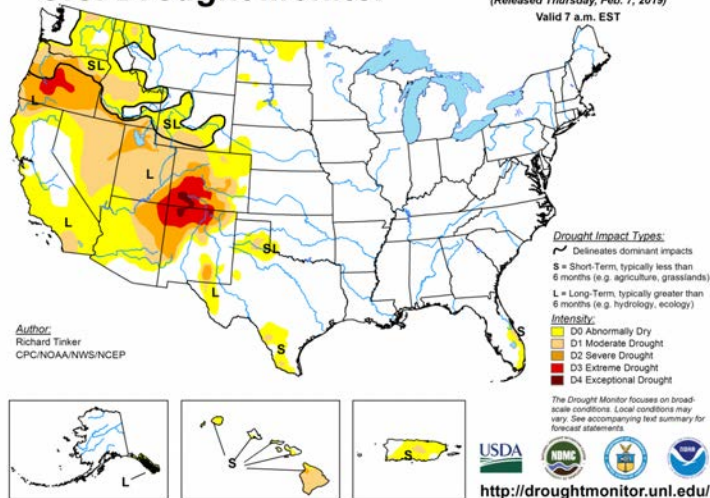 (Released Thursday, Feb. 7, 2019)
Valid 7 a.m. EST
SL
L
SL
L
L
SL
L
S
S
Drought Impact Types:
Delineates dominant impacts
S = Short-Term, typically less than
6 months (e.g. agriculture, grasslands)
L = Long-Term, typically greater than
6 months (e.g. hydrology, ecology)
Intensity:
D0 Abnormally Dry
D1 Moderate Drought
D2 Severe Drought
D3 Extreme Drought
D4 Exceptional Drought
Author:
Richard Tinker
CPC/NOAA/NWS/NCEP
The Drought Monitor focuses on broad-
scale conditions. Local conditions may
vary. See accompanying text summary for
forecast statements.
L
S
S
USDA
NDMC
NOAA
http://droughtmonitor.unl.edu/